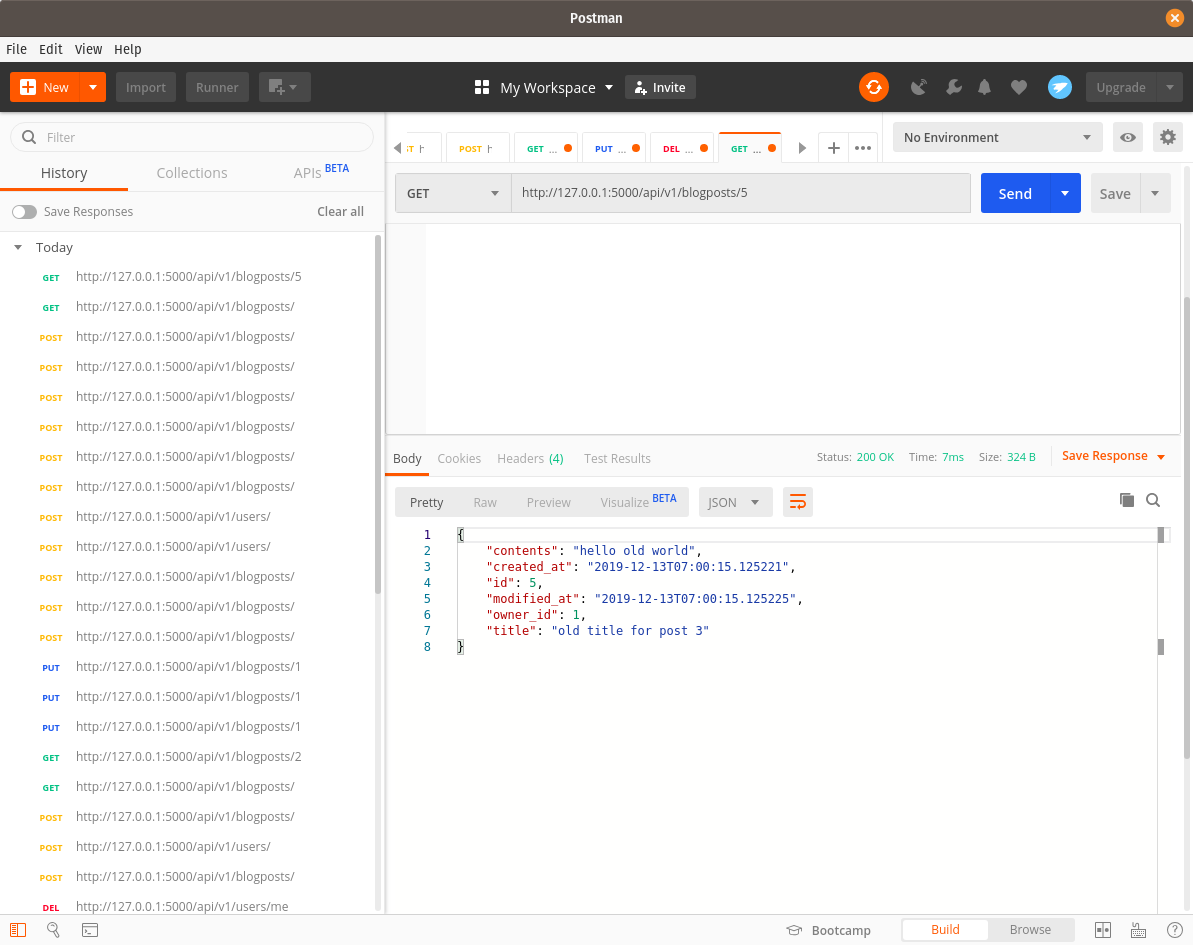 Postman
File Edit View Help
New Import Runner My Workspace Invite Upgrade
Filter
History Collections APIs BETA
Save Responses Clear all
Today
GET http://127.0.0.1:5000/api/v1/blogposts/5
GET http://127.0.0.1:5000/api/v1/blogposts/
POST http://127.0.0.1:5000/api/v1/blogposts/
POST http://127.0.0.1:5000/api/v1/blogposts/
POST http://127.0.0.1:5000/api/v1/blogposts/
POST http://127.0.0.1:5000/api/v1/blogposts/
POST http://127.0.0.1:5000/api/v1/blogposts/
POST http://127.0.0.1:5000/api/v1/blogposts/
POST http://127.0.0.1:5000/api/v1/users/
POST http://127.0.0.1:5000/api/v1/users/
POST http://127.0.0.1:5000/api/v1/blogposts/
POST http://127.0.0.1:5000/api/v1/blogposts/
POST http://127.0.0.1:5000/api/v1/blogposts/
PUT http://127.0.0.1:5000/api/v1/blogposts/1
PUT http://127.0.0.1:5000/api/v1/blogposts/1
PUT http://127.0.0.1:5000/api/v1/blogposts/1
GET http://127.0.0.1:5000/api/v1/blogposts/2
GET http://127.0.0.1:5000/api/v1/blogposts/
POST http://127.0.0.1:5000/api/v1/blogposts/
POST http://127.0.0.1:5000/api/v1/users/
POST http://127.0.0.1:5000/api/v1/blogposts/
DEL http://127.0.0.1:5000/api/v1/users/me
POST GET ... PUT ... DEL ... GET ... + •••
No Environment
GET http://127.0.0.1:5000/api/v1/blogposts/5 Send Save
Body Cookies Headers (4) Test Results Status: 200 OK Time: 7ms Size: 324 B Save Response
Pretty Raw Preview Visualize BETA JSON
1 {
2 "contents": "hello old world",
3 "created_at": "2019-12-13T07:00:15.125221",
4 "id": 5,
5 "modified_at": "2019-12-13T07:00:15.125225",
6 "owner_id": 1,
7 "title": "old title for post 3"
8 }
Bootcamp Build Browse ?